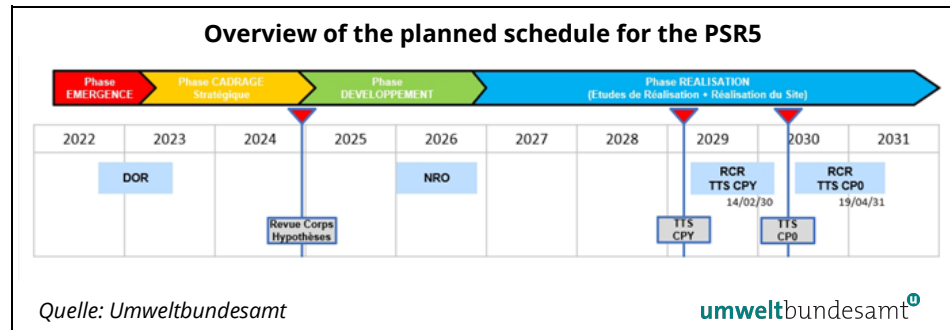 Overview of the planned schedule for the PSR5
Phase
EMERGENCE
Phase CADRAGE
Stratégique
Phase
DEVELOPPEMENT
Phase REALISATION
(Etudes de Réalisation + Réalisation du Site)
2022 2023 2024 2025 2026 2027 2028 2029 2030 2031
DOR
NRO
RCR
TTS CPY
14/02/30
RCR
TTS CP0
19/04/31
Revue Corps
Hypothèses
TTS
CPY
TTS
CP0
Quelle: Umweltbundesamt
umweltbundesamt u